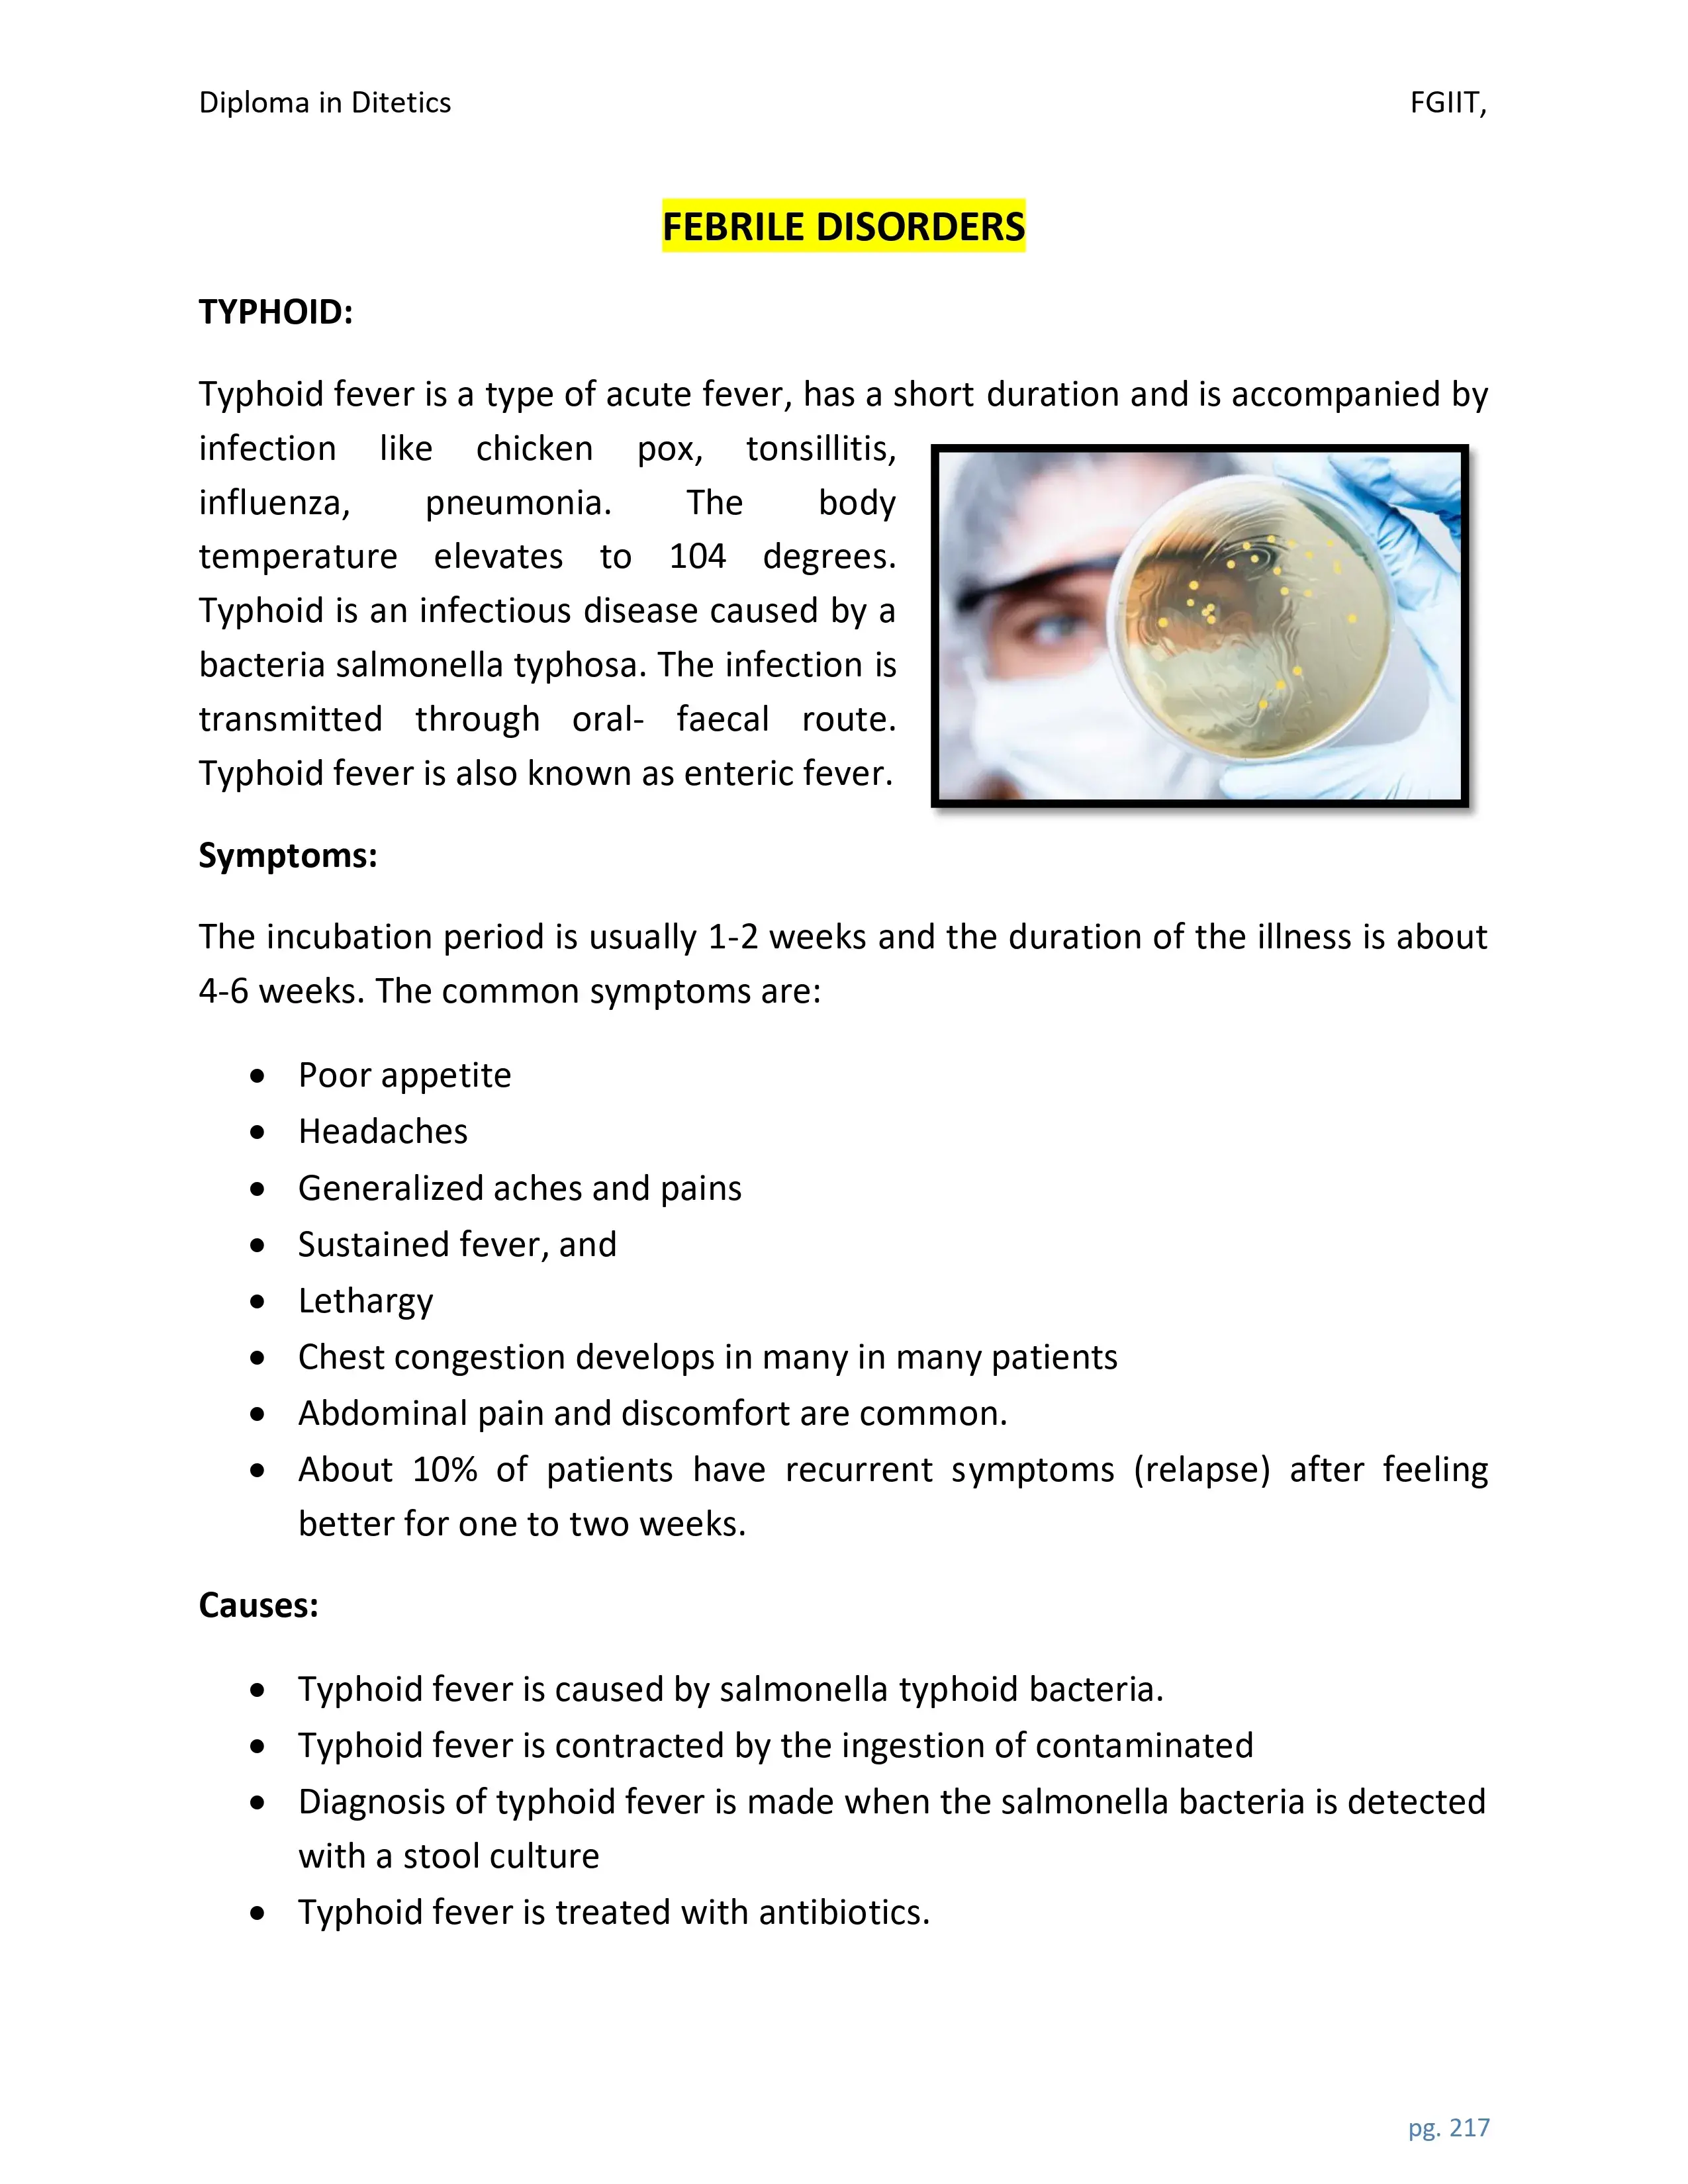 Diploma in Ditetics FGIIT,
FEBRILE DISORDERS
TYPHOID:
Typhoid fever is a type of acute fever, has a short duration and is accompanied by
infection like chicken pox, tonsillitis,
influenza, pneumonia. The body
temperature elevates to 104 degrees.
Typhoid is an infectious disease caused by a
bacteria salmonella typhosa. The infection is
transmitted through oral- faecal route.
Typhoid fever is also known as enteric fever.
Symptoms:
The incubation period is usually 1-2 weeks and the duration of the illness is about
4-6 weeks. The common symptoms are:
• Poor appetite
• Headaches
• Generalized aches and pains
• Sustained fever, and
• Lethargy
• Chest congestion develops in many in many patients
• Abdominal pain and discomfort are common.
• About 10% of patients have recurrent symptoms (relapse) after feeling
better for one to two weeks.
Causes:
• Typhoid fever is caused by salmonella typhoid bacteria.
• Typhoid fever is contracted by the ingestion of contaminated
• Diagnosis of typhoid fever is made when the salmonella bacteria is detected
with a stool culture
• Typhoid fever is treated with antibiotics.
pg. 217